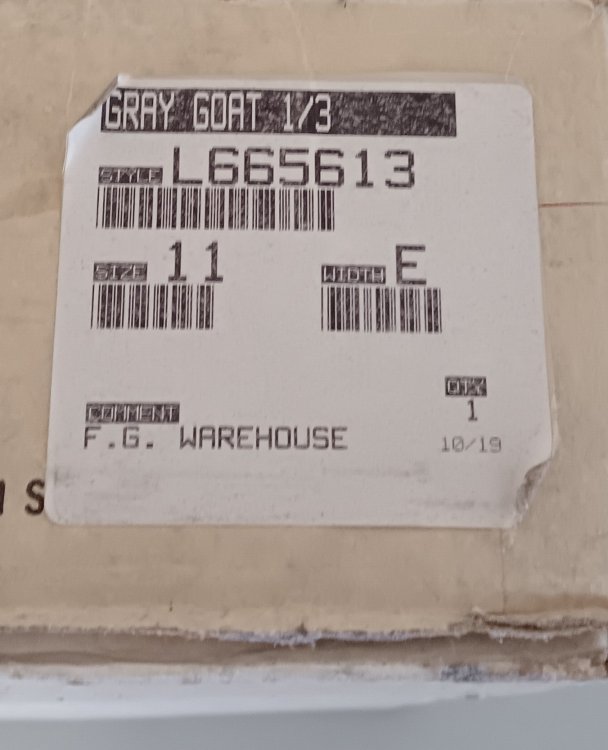 GRAY GOAT 1/3
STYLE L665613
SIZE 11 WIDTH E
QTY
1
COMMENT
F.G. WAREHOUSE 10/19
S